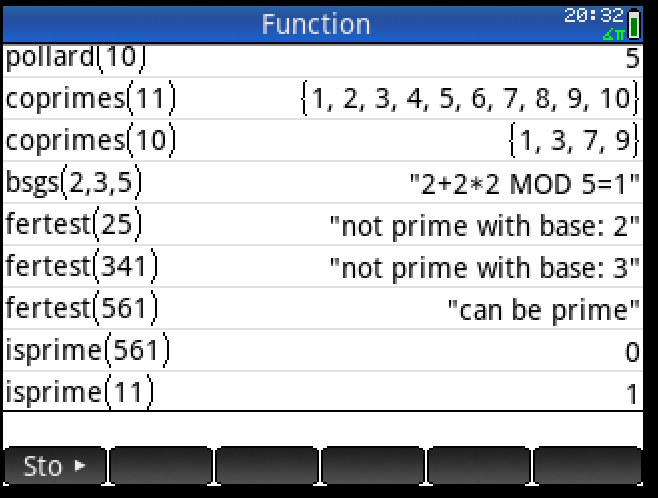 Function
20:32
∡π
pollard(10) 5
coprimes(11) {1, 2, 3, 4, 5, 6, 7, 8, 9, 10}
coprimes(10) {1, 3, 7, 9}
bsgs(2,3,5) "2+2*2 MOD 5=1"
fertest(25) "not prime with base: 2"
fertest(341) "not prime with base: 3"
fertest(561) "can be prime"
isprime(561) 0
isprime(11) 1
Sto ►